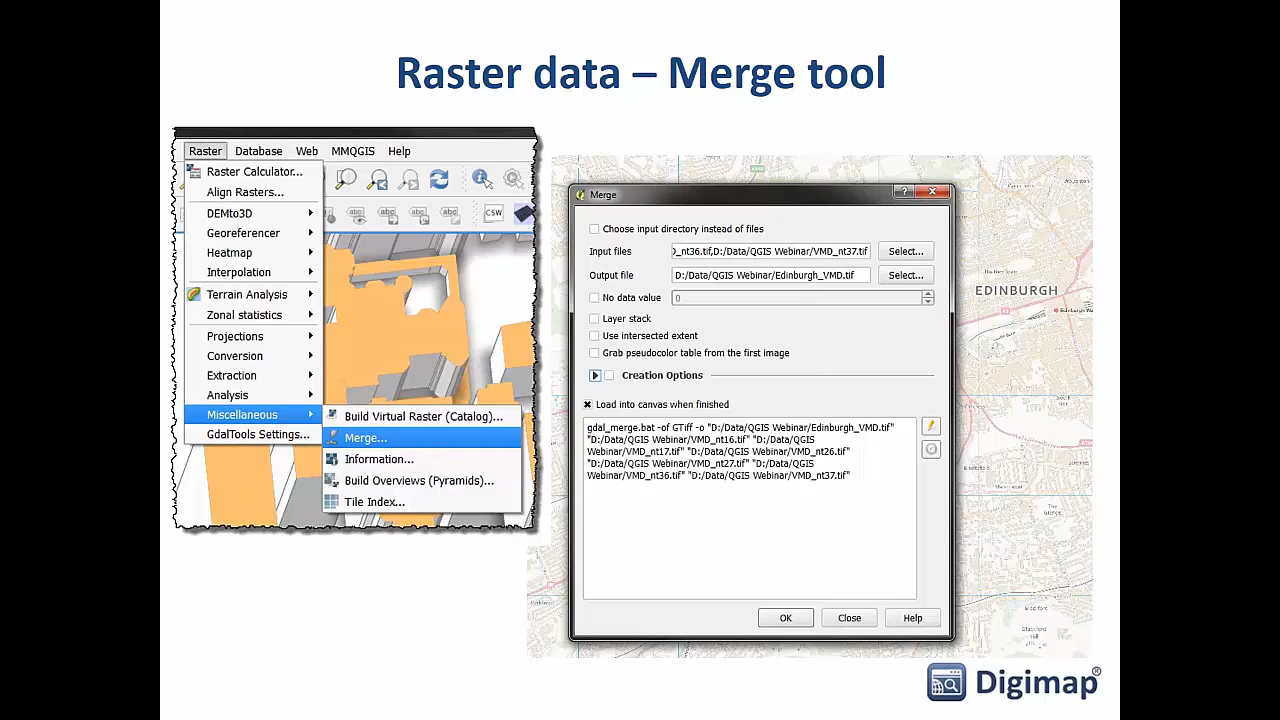 Raster data – Merge tool
Raster Database Web MMQGIS Help
Raster Calculator...
Align Rasters...
DEMto3D
Georeferencer
Heatmap
Interpolation
Terrain Analysis
Zonal statistics
Projections
Conversion
Extraction
Analysis
Miscellaneous
GdalTools Settings...
abc abc abc abc CSW
Build Virtual Raster (Catalog)...
Merge...
Information...
Build Overviews (Pyramids)...
Tile Index...
Merge
Choose input directory instead of files
Input files )_nt36.tif,D:/Data/QGIS Webinar/VMD_nt37.tif Select...
Output file D:/Data/QGIS Webinar/Edinburgh_VMD.tif Select...
No data value 0
Layer stack
Use intersected extent
Grab pseudocolor table from the first image
Creation Options
Load into canvas when finished
gdal_merge.bat -of GTiff -o "D:/Data/QGIS Webinar/Edinburgh_VMD.tif"
"D:/Data/QGIS Webinar/VMD_nt16.tif" "D:/Data/QGIS
Webinar/VMD_nt17.tif" "D:/Data/QGIS Webinar/VMD_nt26.tif"
"D:/Data/QGIS Webinar/VMD_nt27.tif" "D:/Data/QGIS
Webinar/VMD_nt36.tif" "D:/Data/QGIS Webinar/VMD_nt37.tif"
OK Close Help
EDINBURGH
Digimap®